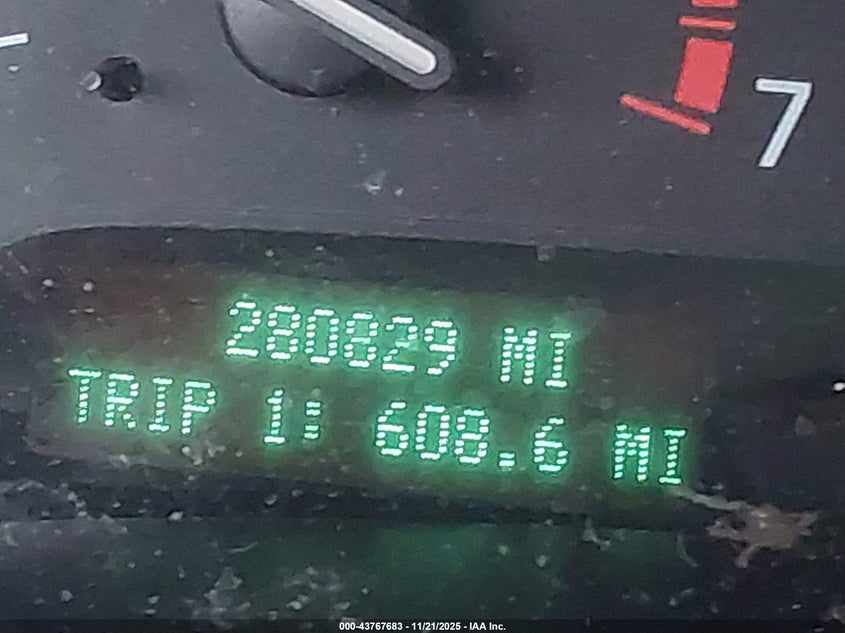 7
280829 MI
TRIP 1: 608.6 MI
000-43767683 - 11/21/2025 - IAA Inc.